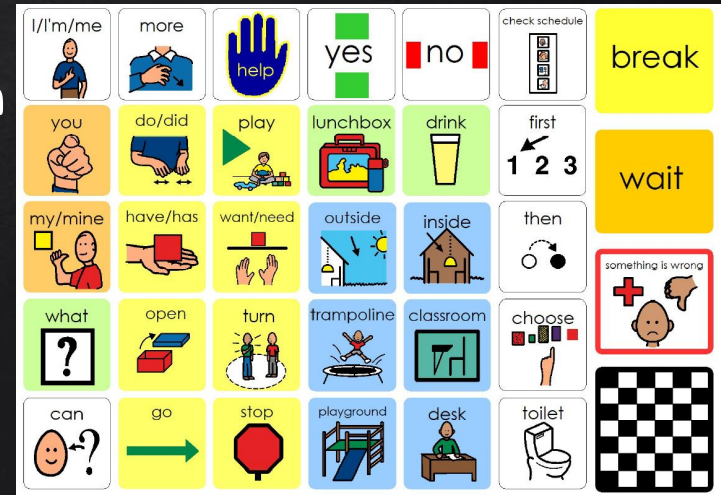 I/I'm/me
more
help
yes
no
check schedule
break
you
do/did
play
lunchbox
drink
first
1 2 3
wait
my/mine
have/has
want/need
outside
inside
then
something is wrong
what
?
open
turn
trampoline
classroom
choose
can
?
go
stop
playground
desk
toilet